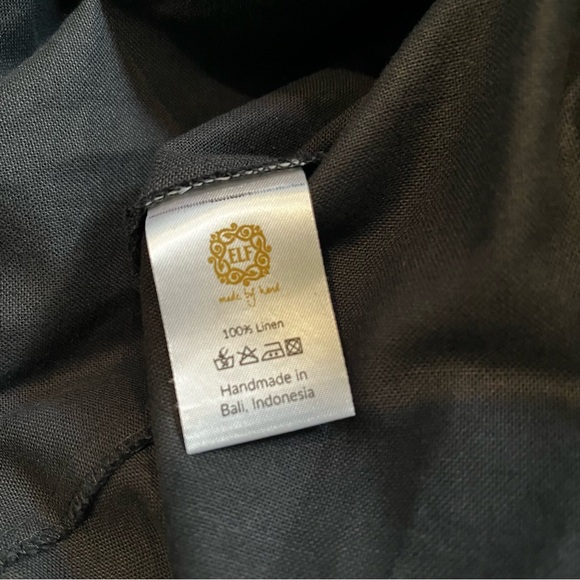 ELF
made by hand
100% Linen
Handmade in
Bali, Indonesia